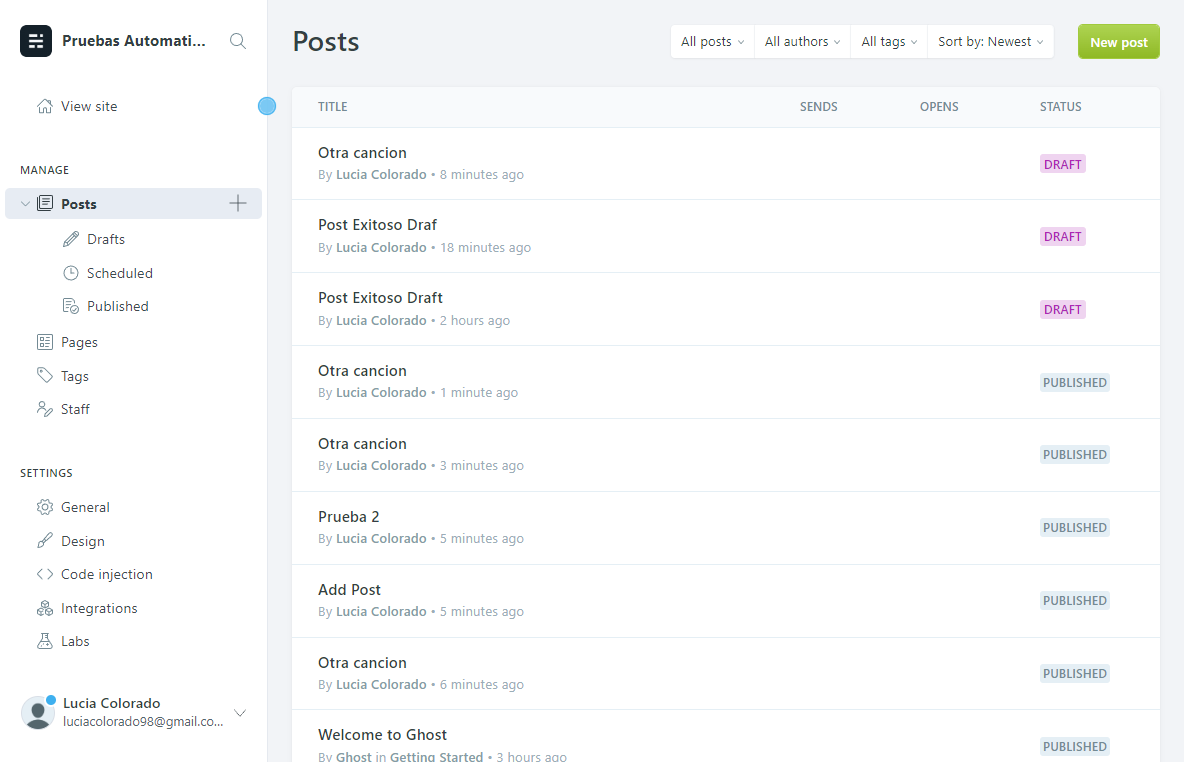 Pruebas Automati...
View site
MANAGE
Posts
Drafts
Scheduled
Published
Pages
Tags
Staff
SETTINGS
General
Design
Code injection
Integrations
Labs
Lucia Colorado
luciacolorado98@gmail.co...
Posts
All posts
All authors
All tags
Sort by: Newest
New post
TITLE SENDS OPENS STATUS
Otra cancion
By Lucia Colorado • 8 minutes ago
DRAFT
Post Exitoso Draf
By Lucia Colorado • 18 minutes ago
DRAFT
Post Exitoso Draft
By Lucia Colorado • 2 hours ago
DRAFT
Otra cancion
By Lucia Colorado • 1 minute ago
PUBLISHED
Otra cancion
By Lucia Colorado • 3 minutes ago
PUBLISHED
Prueba 2
By Lucia Colorado • 5 minutes ago
PUBLISHED
Add Post
By Lucia Colorado • 5 minutes ago
PUBLISHED
Otra cancion
By Lucia Colorado • 6 minutes ago
PUBLISHED
Welcome to Ghost
By Ghost in Getting Started • 3 hours ago
PUBLISHED